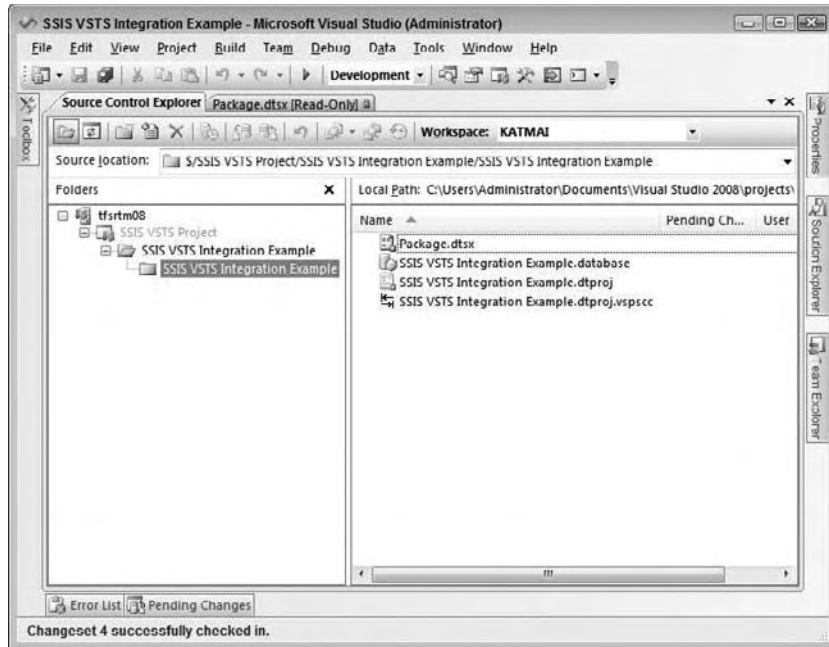 SSIS VSTS Integration Example - Microsoft Visual Studio (Administrator)
File Edit View Project Build Team Debug Data Tools Window Help
Development
Toolbox
Source Control Explorer Package.dtsx [Read-Only]
Workspace: KATMAI
Source location: $/SSIS VSTS Project/SSIS VSTS Integration Example/SSIS VSTS Integration Example
Folders
Local Path: C:\Users\Administrator\Documents\Visual Studio 2008\projects\
tfsrtm08
SSIS VSTS Project
SSIS VSTS Integration Example
SSIS VSTS Integration Example
Name Pending Ch... User
Package.dtsx
SSIS VSTS Integration Example.database
SSIS VSTS Integration Example.dtproj
SSIS VSTS Integration Example.dtproj.vspscc
Properties
Solution Explorer
Team Explorer
Error List Pending Changes
Changeset 4 successfully checked in.